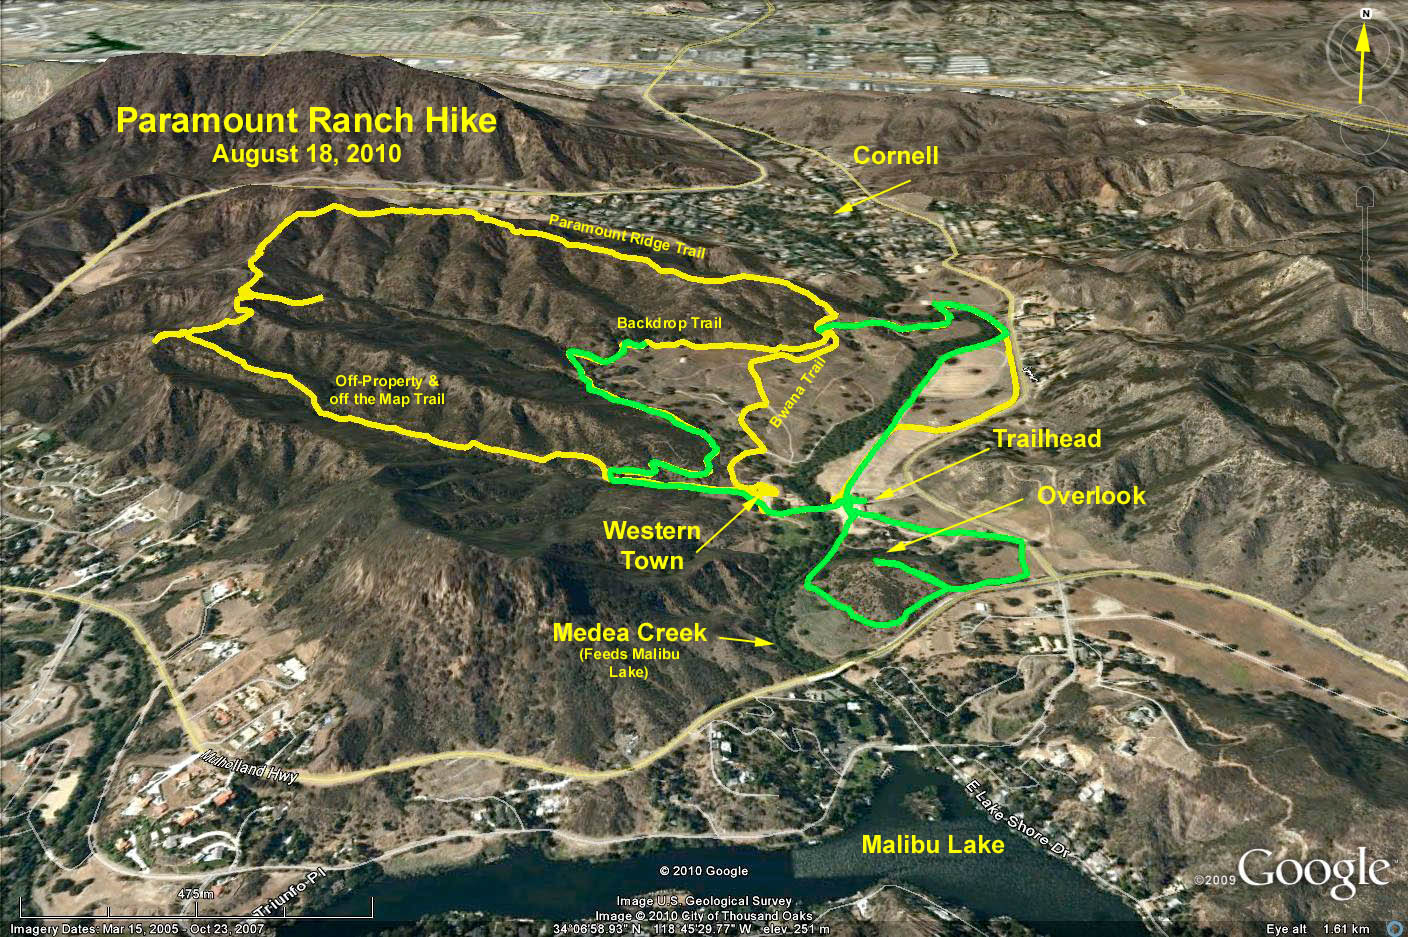 N
Paramount Ranch Hike
August 18, 2010
Cornell
Paramount Ridge Trail
Backdrop Trail
Bwana Trail
Off-Property &
off the Map Trail
Trailhead
Overlook
Western
Town
Medea Creek
(Feeds Malibu
Lake)
Mulholland Hwy
E Lake Shore Dr
Malibu Lake
Triunfo Pl
475 m
© 2010 Google
©2009 Google
Image U.S. Geological Survey
Image © 2010 City of Thousand Oaks
Imagery Dates: Mar 15, 2005 - Oct 23, 2007
34°06'58.93" N 118°45'29.77" W elev 251 m
Eye alt 1.61 km